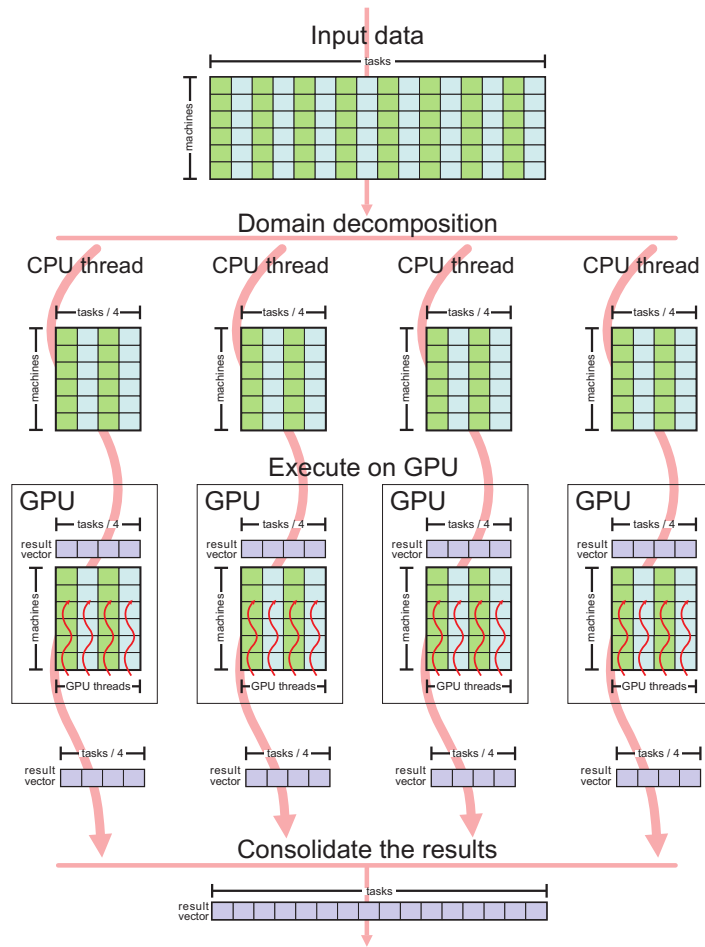 Input data
tasks
machines
Domain decomposition
CPU thread
CPU thread
CPU thread
CPU thread
tasks / 4
tasks / 4
tasks / 4
tasks / 4
machines
machines
machines
machines
Execute on GPU
GPU
GPU
GPU
GPU
tasks / 4
tasks / 4
tasks / 4
tasks / 4
result
vector
result
vector
result
vector
result
vector
machines
machines
machines
machines
GPU threads
GPU threads
GPU threads
GPU threads
tasks / 4
tasks / 4
tasks / 4
tasks / 4
result
vector
result
vector
result
vector
result
vector
Consolidate the results
tasks
result
vector